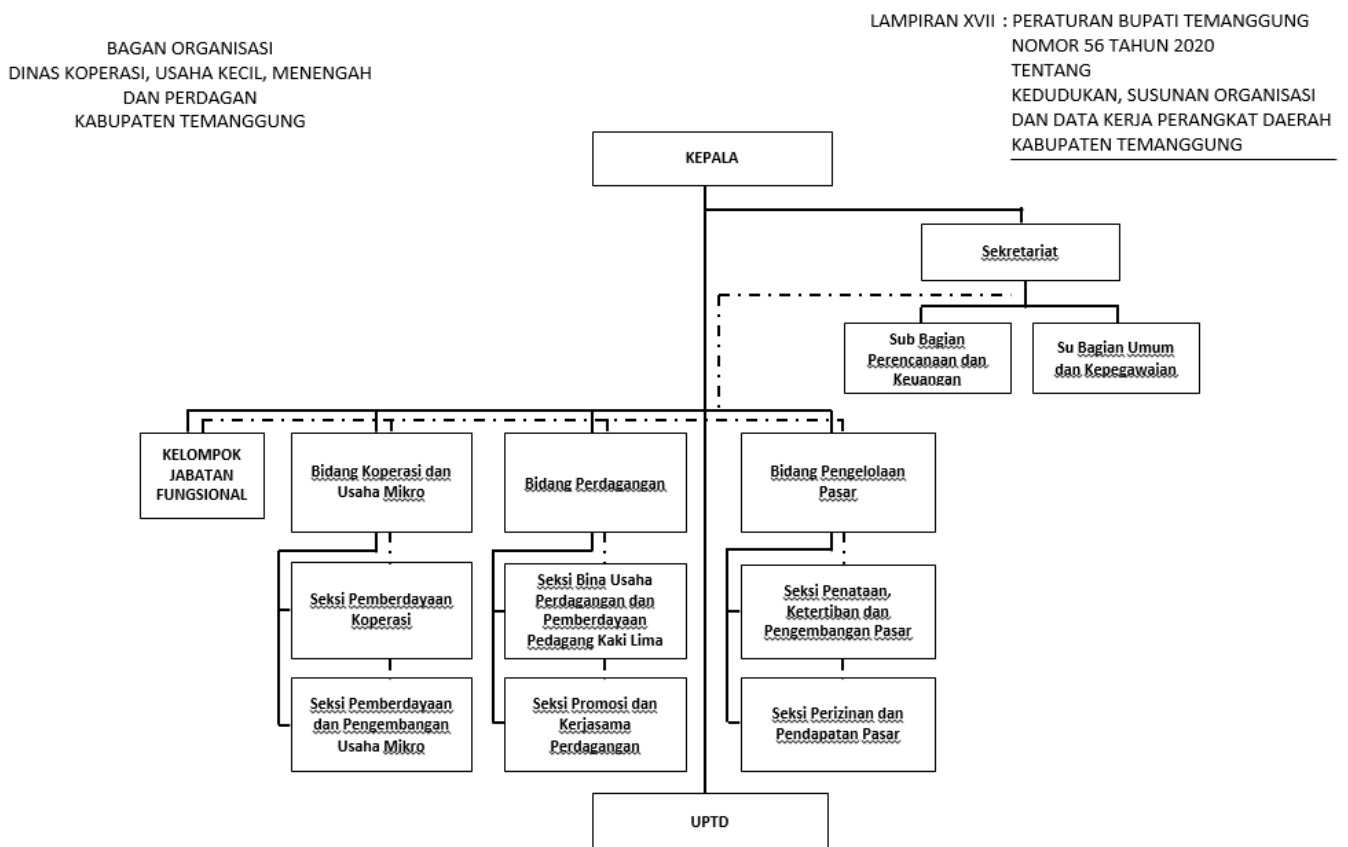 LAMPIRAN XVII : PERATURAN BUPATI TEMANGGUNG
NOMOR 56 TAHUN 2020
TENTANG
KEDUDUKAN, SUSUNAN ORGANISASI
DAN DATA KERJA PERANGKAT DAERAH
KABUPATEN TEMANGGUNG
BAGAN ORGANISASI
DINAS KOPERASI, USAHA KECIL, MENENGAH
DAN PERDAGAN
KABUPATEN TEMANGGUNG
KEPALA
Sekretariat
Sub Bagian
Perencanaan dan
Keuangan
Su Bagian Umum
dan Kepegawaian
KELOMPOK
JABATAN
FUNGSIONAL
Bidang Koperasi dan
Usaha Mikro
Bidang Perdagangan
Bidang Pengelolaan
Pasar
Seksi Pemberdayaan
Koperasi
Seksi Bina Usaha
Perdagangan dan
Pemberdayaan
Pedagang Kaki Lima
Seksi Penataan,
Ketertiban dan
Pengembangan Pasar
Seksi Pemberdayaan
dan Pengembangan
Usaha Mikro
Seksi Promosi dan
Kerjasama
Perdagangan
Seksi Perizinan dan
Pendapatan Pasar
UPTD